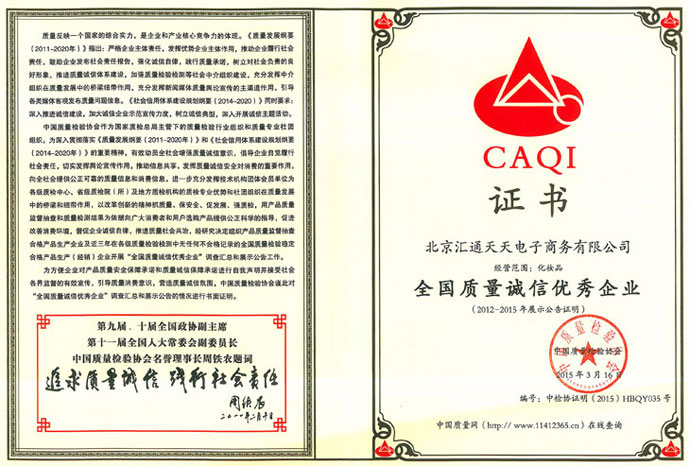 质量反映一个国家的综合实力，是企业和产业核心竞争力的体现。《质量发展纲要
（2011-2020年）》指出：严格企业主体责任，发挥优势企业主体作用，推动企业履行社会
责任，鼓励企业发布社会责任报告，强化诚信自律，践行质量承诺，树立对社会负责的良
好形象，推进质量诚信体系建设，加强质量检验检测等社会中介组织建设，充分发挥中介
组织在质量发展中的桥梁纽带作用，充分发挥新闻媒体质量舆论宣传的主渠道作用，引导
各类媒体客观发布质量问题信息。《社会信用体系建设规划纲要（2014-2020）》同时要求：
深入推进诚信建设，加大诚信企业示范宣传力度，树立诚信典型，深入开展诚信主题活动。
中国质量检验协会作为国家质检总局主管下的质量检验行业组织和质量专业社团
组织，为深入贯彻落实《质量发展纲要（2011-2020年）》和《社会信用体系建设规划纲要
（2014-2020年）》的重要精神，有效动员全社会增强质量诚信意识，倡导企业自觉履行
社会责任，切实发挥舆论宣传作用，推动信息共享，发挥质量诚信安全对消费的重要作用，
向全社会提供公正可靠的质量信息和消费信息，进一步充分发挥技术机构团体会员单位为
各级质检中心、省级质检院（所）及地方质检机构的质检专业优势和社团组织在质量发展
中的桥梁和纽带作用，以改革创新的精神抓质量、保安全、促发展、强质检，用产品质量
监督抽查和质量检测结果为依据向广大消费者和用户选购产品提供公正科学的指导，促进
改善消费环境，督促企业诚信自律，推进质量社会共治，经研究决定组织产品质量监督抽查
合格产品生产企业及近三年在各级质量检验检测中无任何不合格记录的全国质量检验稳定
合格产品生产（经销）企业开展“全国质量诚信优秀企业”调查汇总和展示公告工作。
为方便企业对产品质量安全保障承诺和质量诚信保障承诺进行自我声明并接受社会
各界监督的有效宣传，引导质量消费意识，营造质量诚信氛围，中国质量检验协会谨此对
“全国质量诚信优秀企业”调查汇总和展示公告的情况进行书面证明。
第九届、十届全国政协副主席
第十一届全国人大常委会副委员长
中国质量检验协会名誉理事长周铁农题词
追求质量诚信 践行社会责任
周铁农
CAQI
证书
北京汇通天天电子商务有限公司
经营范围：化妆品
全国质量诚信优秀企业
（2012-2015年展示公告证明）
中国质量检验协会
2015年3月16日
编号：中检协证明（2015）HBQY035号
中国质量网（http://www.11412365.cn）在线查询